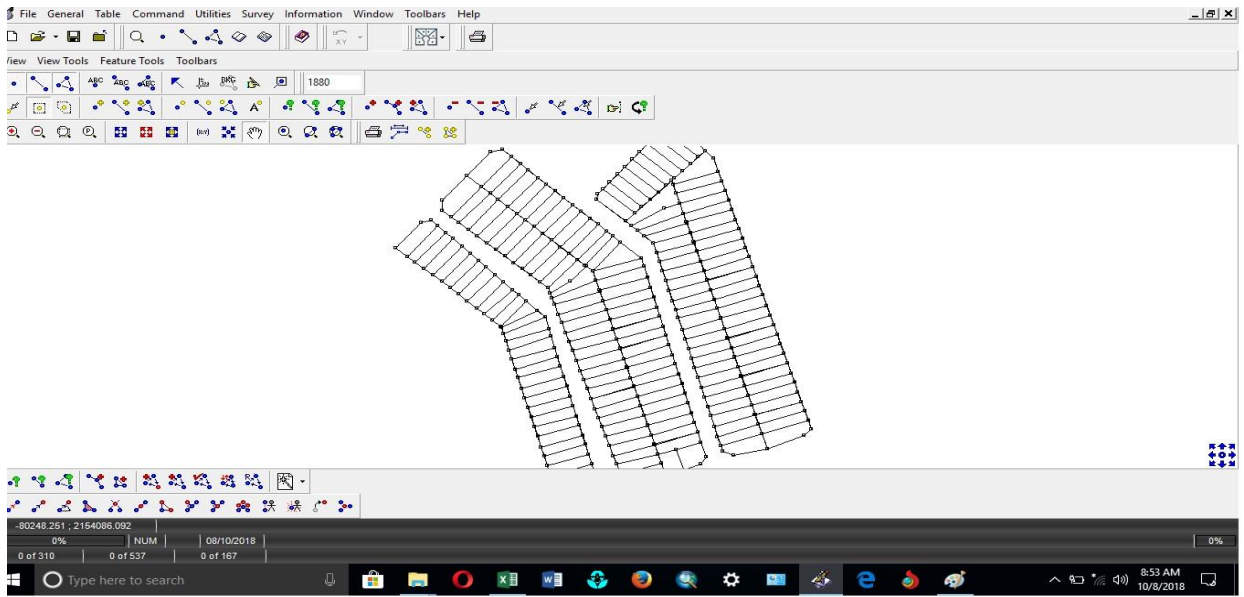 File General Table Command Utilities Survey Information Window Toolbars Help
View View Tools Feature Tools Toolbars
1880
-80248.251 ; 2154086.092
0% NUM 08/10/2018 0%
0 of 310 0 of 537 0 of 167
Type here to search
8:53 AM
10/8/2018